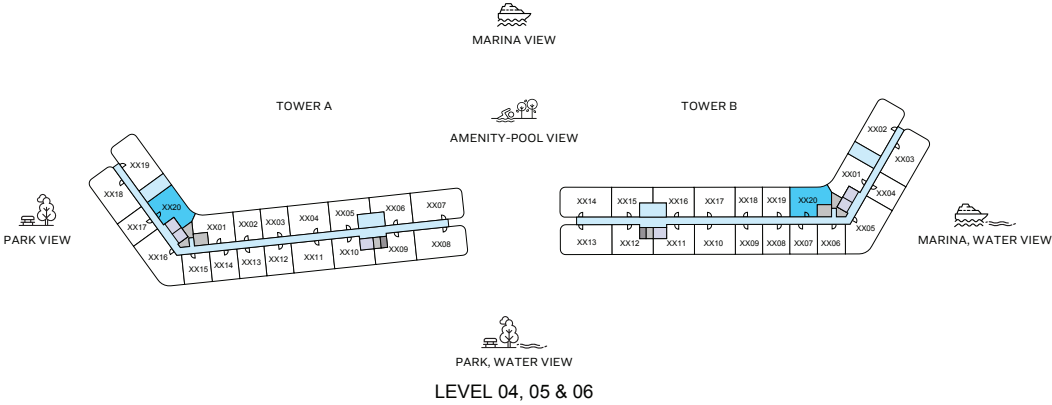 MARINA VIEW
TOWER A
TOWER B
AMENITY-POOL VIEW
PARK VIEW
MARINA, WATER VIEW
XX19
XX18
XX20
XX17
XX16
XX01
XX02
XX03
XX04
XX05
XX06
XX07
XX15
XX14
XX13
XX12
XX11
XX10
XX09
XX08
XX02
XX03
XX01
XX04
XX14
XX15
XX16
XX17
XX18
XX19
XX20
XX05
XX13
XX12
XX11
XX10
XX09
XX08
XX07
XX06
PARK, WATER VIEW
LEVEL 04, 05 & 06